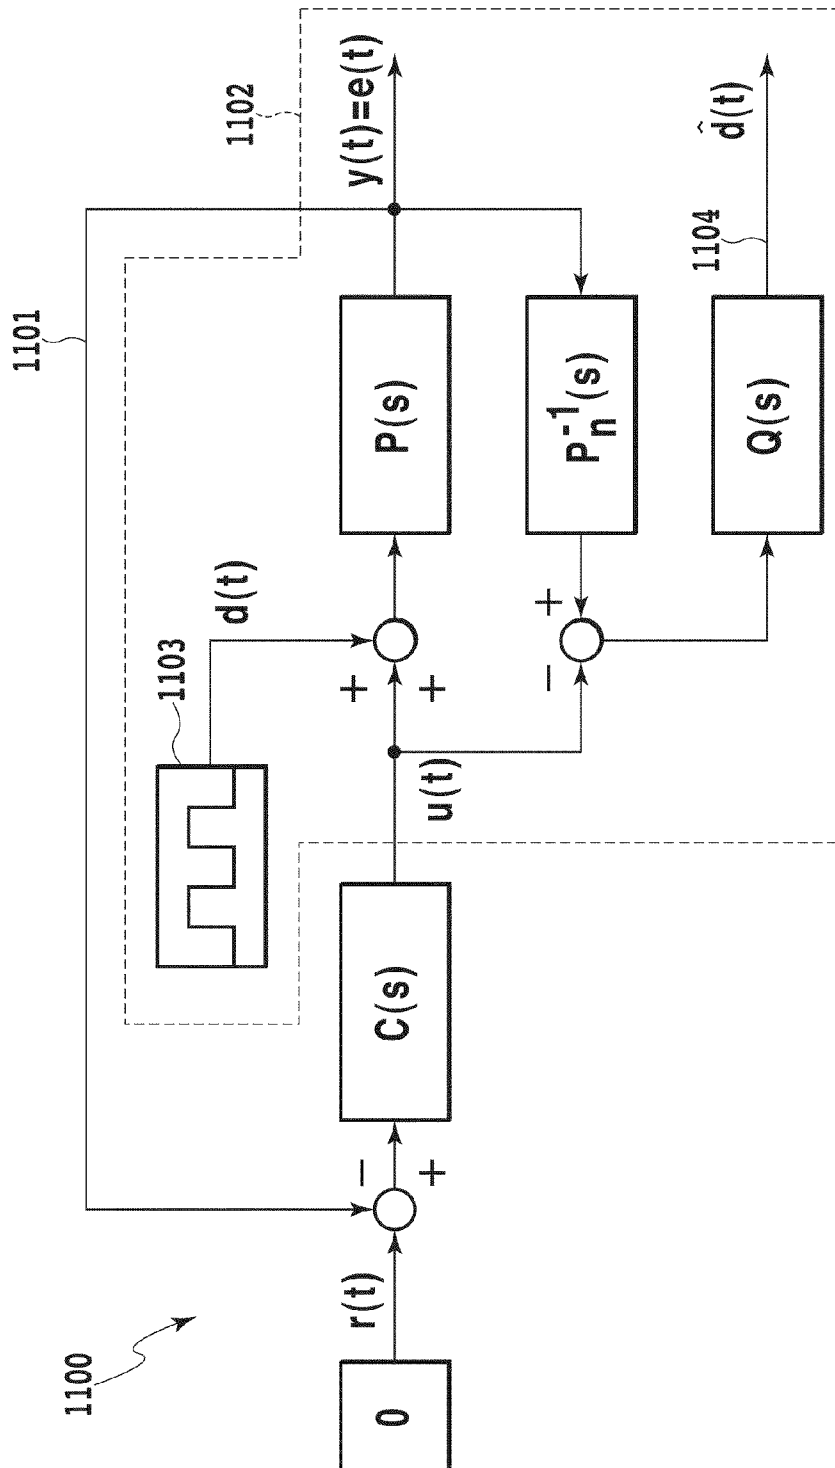 1100
1101
1102
1103
d(t)
0
r(t)
−
+
C(s)
u(t)
+
+
P(s)
y(t)=e(t)
−
+
P_n^{-1}(s)
Q(s)
1104
d̂(t)